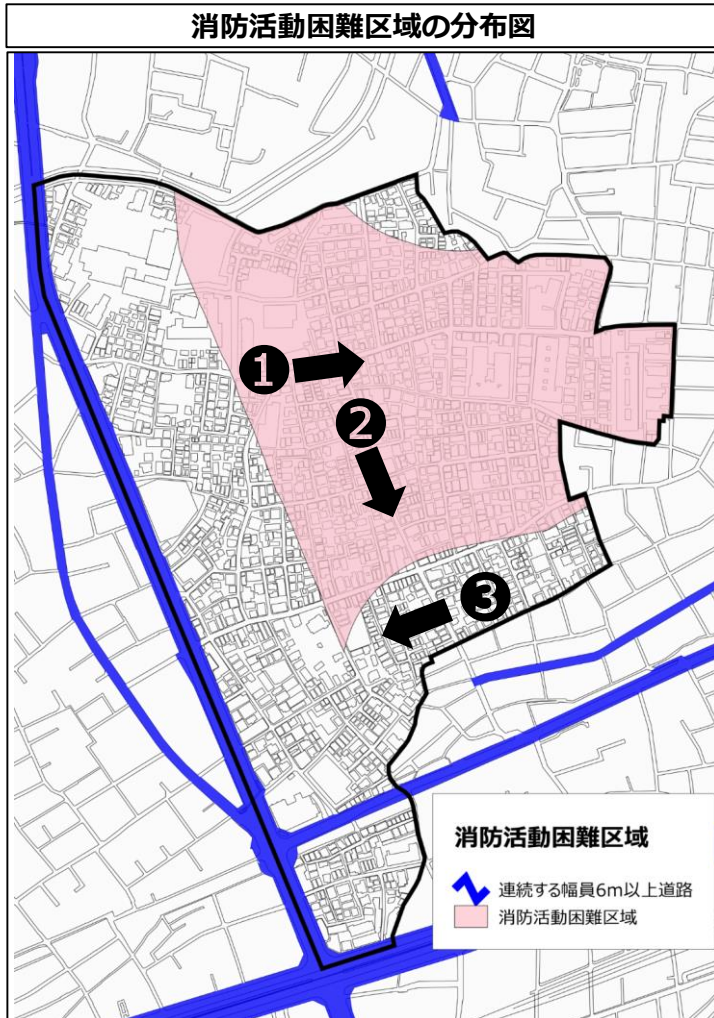 消防活動困難区域の分布図
❶
❷
❸
消防活動困難区域
連続する幅員6m以上道路
消防活動困難区域